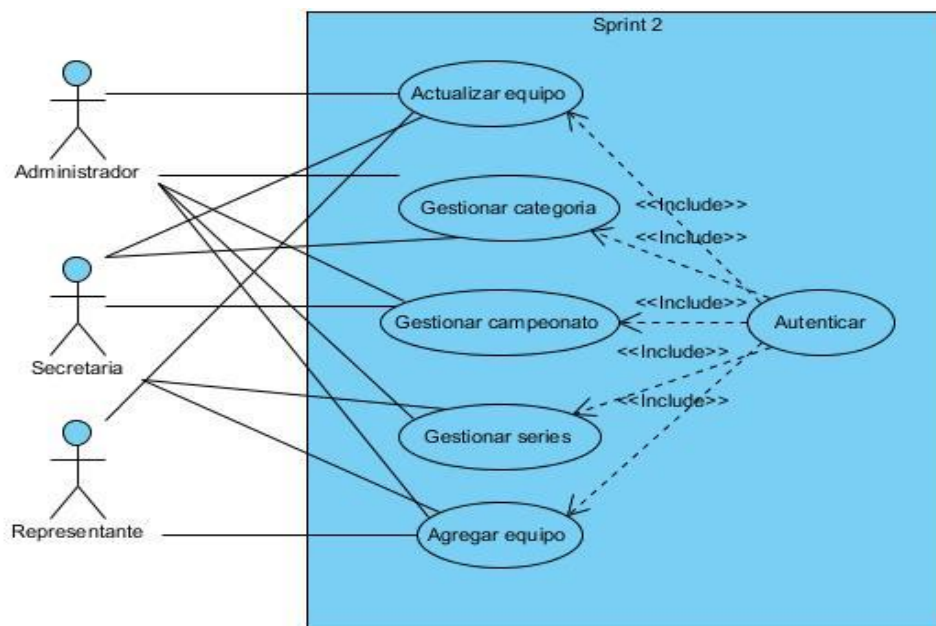 Sprint 2
Actualizar equipo
Administrador
Gestionar categoria
<<Include>>
<<Include>>
Secretaria
Gestionar campeonato
<<Include>>
Autenticar
<<Include>>
<<Include>>
Gestionar series
Representante
Agregar equipo